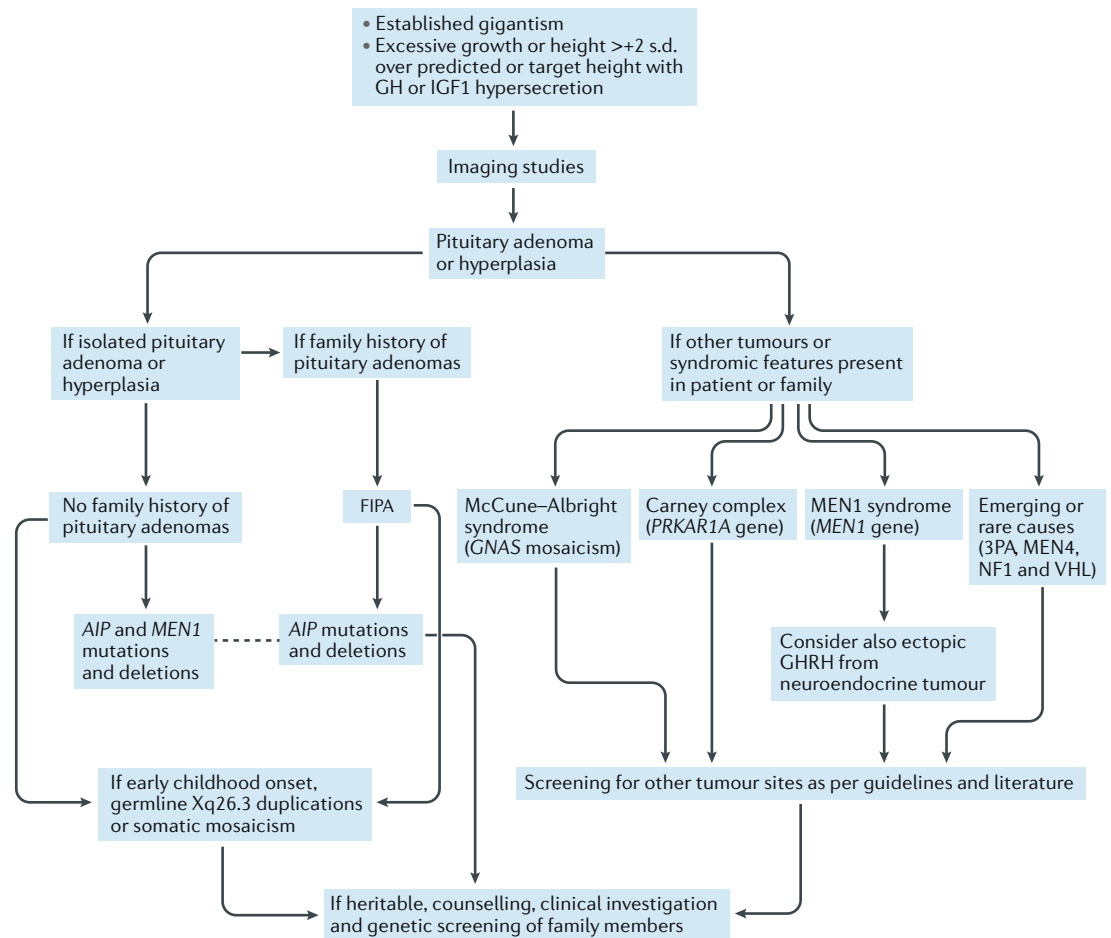 • Established gigantism
• Excessive growth or height >+2 s.d.
over predicted or target height with
GH or IGF1 hypersecretion
Imaging studies
Pituitary adenoma
or hyperplasia
If isolated pituitary
adenoma or
hyperplasia
If family history of
pituitary adenomas
If other tumours or
syndromic features present
in patient or family
No family history of
pituitary adenomas
FIPA
McCune–Albright
syndrome
(GNAS mosaicism)
Carney complex
(PRKAR1A gene)
MEN1 syndrome
(MEN1 gene)
Emerging or
rare causes
(3PA, MEN4,
NF1 and VHL)
AIP and MEN1
mutations
and deletions
AIP mutations
and deletions
Consider also ectopic
GHRH from
neuroendocrine tumour
If early childhood onset,
germline Xq26.3 duplications
or somatic mosaicism
Screening for other tumour sites as per guidelines and literature
If heritable, counselling, clinical investigation
and genetic screening of family members